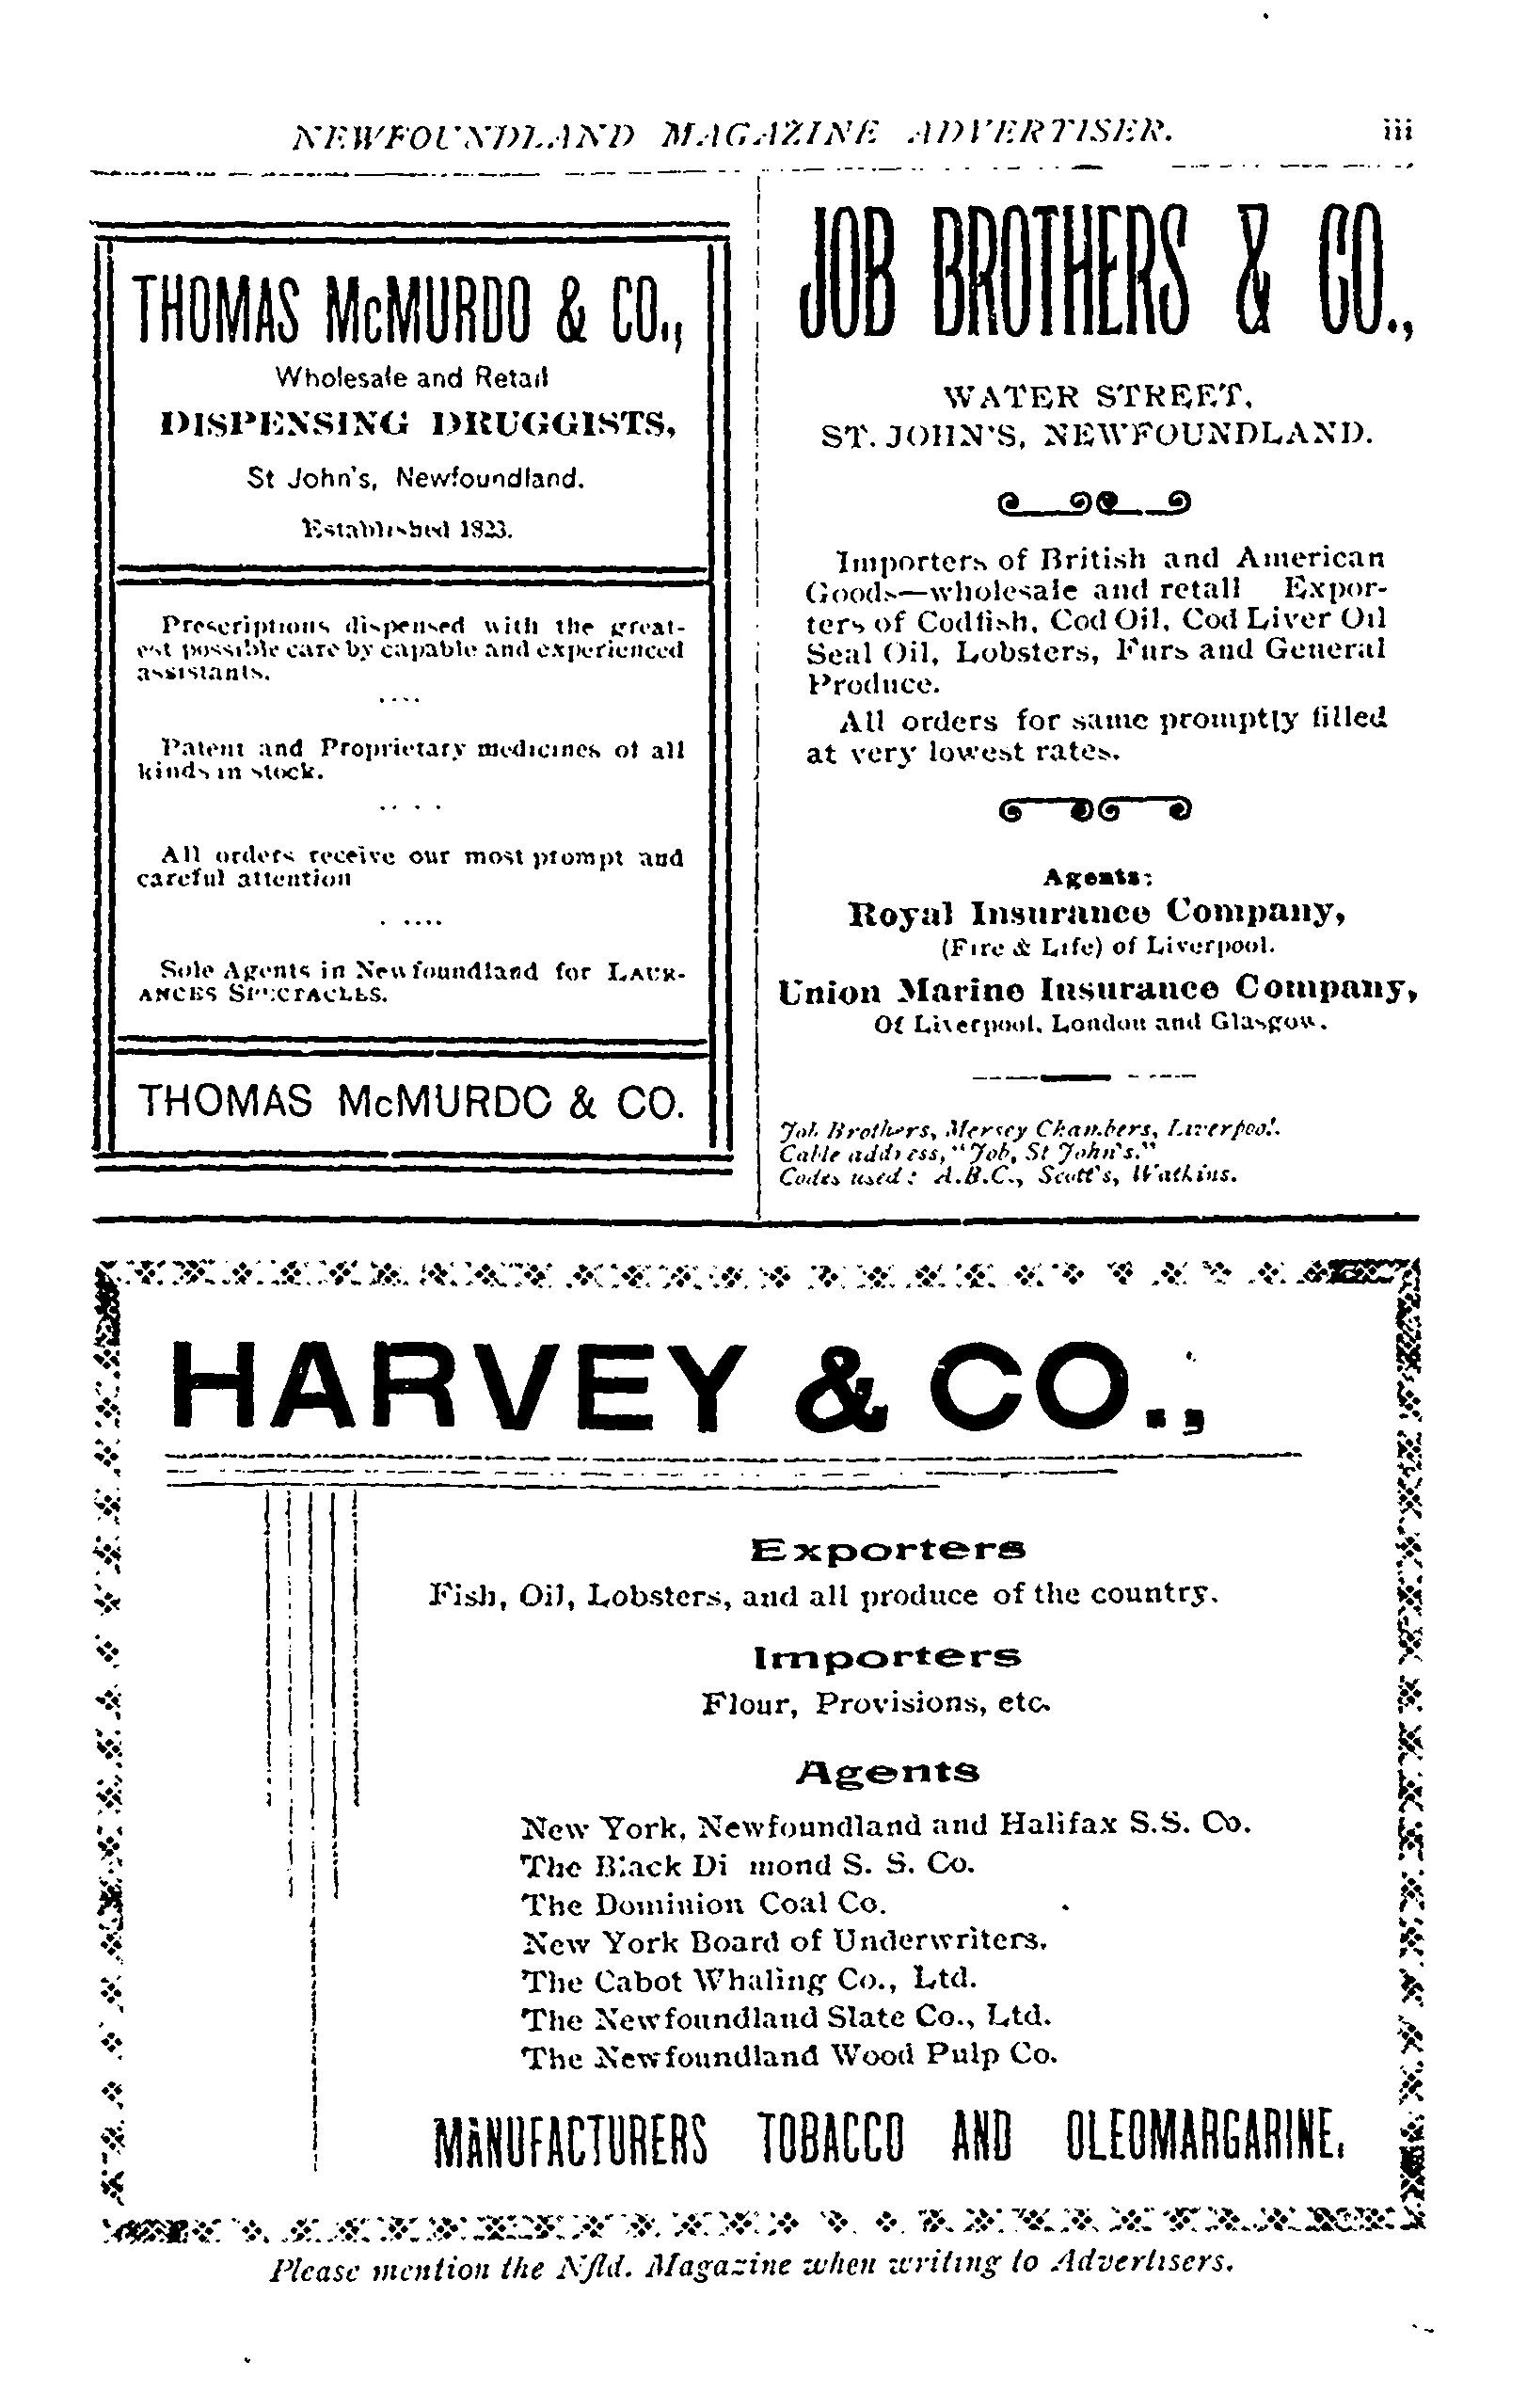 NEWFOUNDLAND MAGAZINE ADVERTISER. iii
THOMAS McMURDO & CO.,
Wholesale and Retail
DISPENSING DRUGGISTS,
St John's, Newfoundland.
Established 1823.
Prescriptions dispensed with the great-
est possible care by capable and experienced
assistants.
Patent and Proprietary medicines of all
kinds in stock.
All orders receive our most prompt and
careful attention
Sole Agents in Newfoundland for LAUR-
ANCES SPECTACLES.
THOMAS McMURDO & CO.
JOB BROTHERS & CO.,
WATER STREET,
ST. JOHN'S, NEWFOUNDLAND.
Importers of British and American
Goods—wholesale and retail Expor-
ters of Codfish, Cod Oil, Cod Liver Oil
Seal Oil, Lobsters, Furs and General
Produce.
All orders for same promptly filled
at very lowest rates.
Agents:
Royal Insurance Company,
(Fire & Life) of Liverpool.
Union Marine Insurance Company,
Of Liverpool, London and Glasgow.
Job Brothers, Mersey Chambers, Liverpool.
Cable address, "Job, St John's."
Codes used: A.B.C., Scott's, Watkins.
HARVEY & CO.,
Exporters
Fish, Oil, Lobsters, and all produce of the country.
Importers
Flour, Provisions, etc.
Agents
New York, Newfoundland and Halifax S.S. Co.
The Black Di mond S. S. Co.
The Dominion Coal Co.
New York Board of Underwriters.
The Cabot Whaling Co., Ltd.
The Newfoundland Slate Co., Ltd.
The Newfoundland Wood Pulp Co.
MANUFACTURERS TOBACCO AND OLEOMARGARINE.
Please mention the Nfld. Magazine when writing to Advertisers.